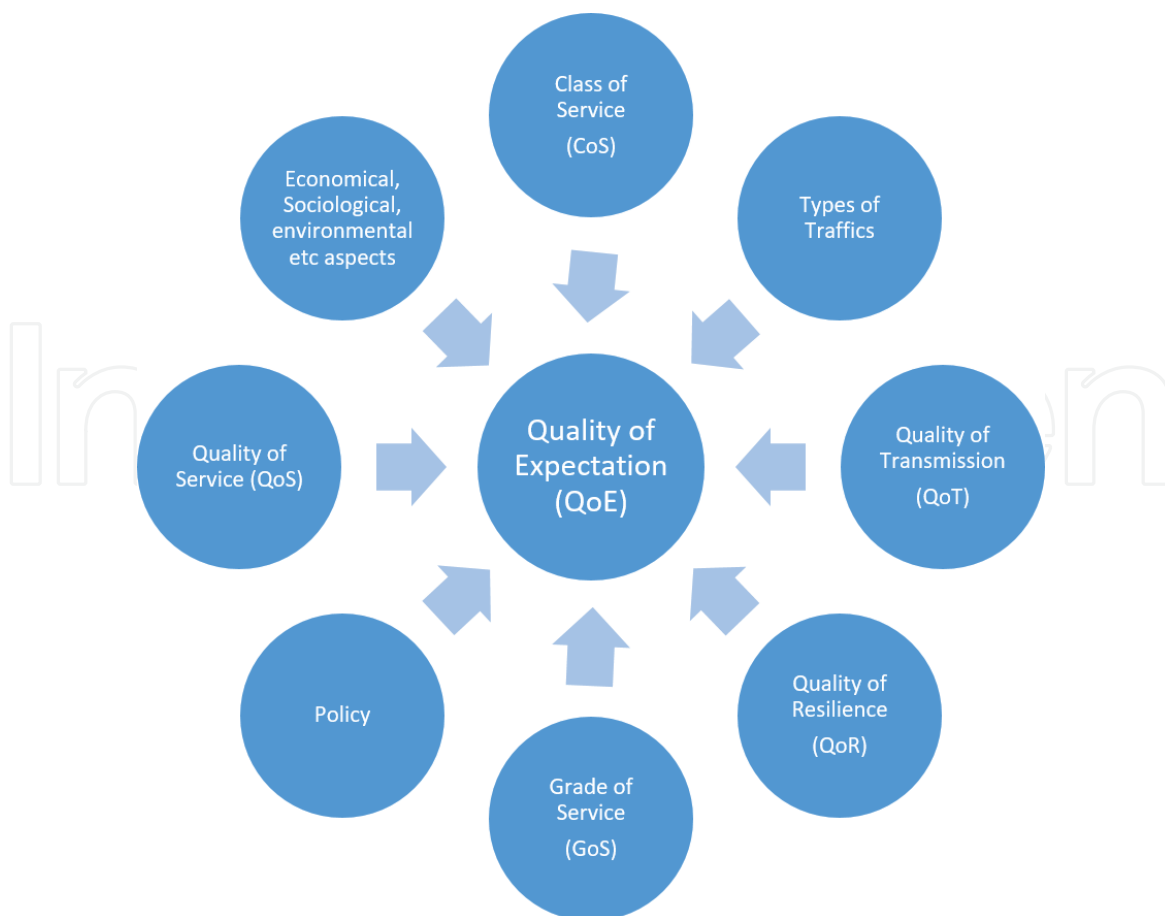 Class of
Service
(CoS)
Economical,
Sociological,
environmental
etc aspects
Types of
Traffics
Quality of
Expectation
(QoE)
Quality of
Service (QoS)
Quality of
Transmission
(QoT)
Policy
Quality of
Resilience
(QoR)
Grade of
Service
(GoS)